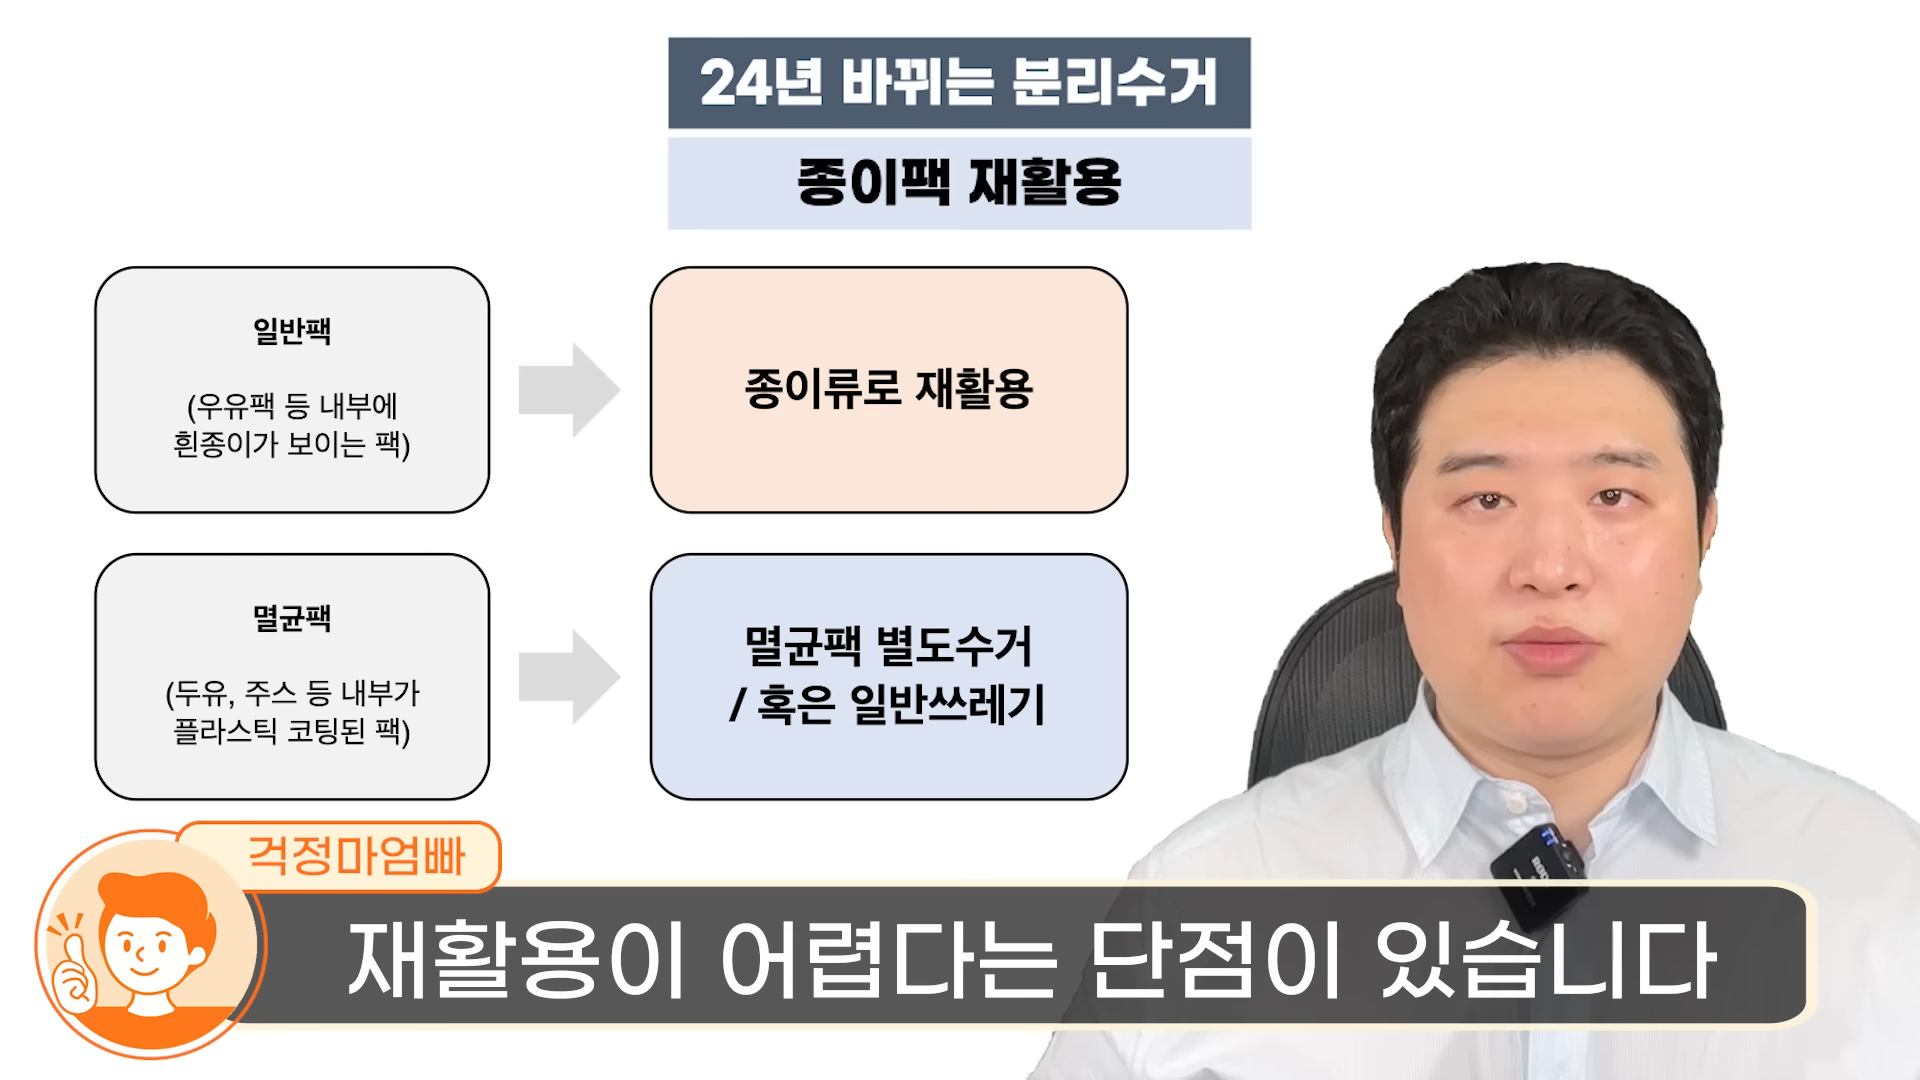 24년 바뀌는 분리수거
종이팩 재활용
일반팩
(우유팩 등 내부에
흰종이가 보이는 팩)
종이류로 재활용
멸균팩
(두유, 주스 등 내부가
플라스틱 코팅된 팩)
멸균팩 별도수거
/ 혹은 일반쓰레기
걱정마엄빠
재활용이 어렵다는 단점이 있습니다